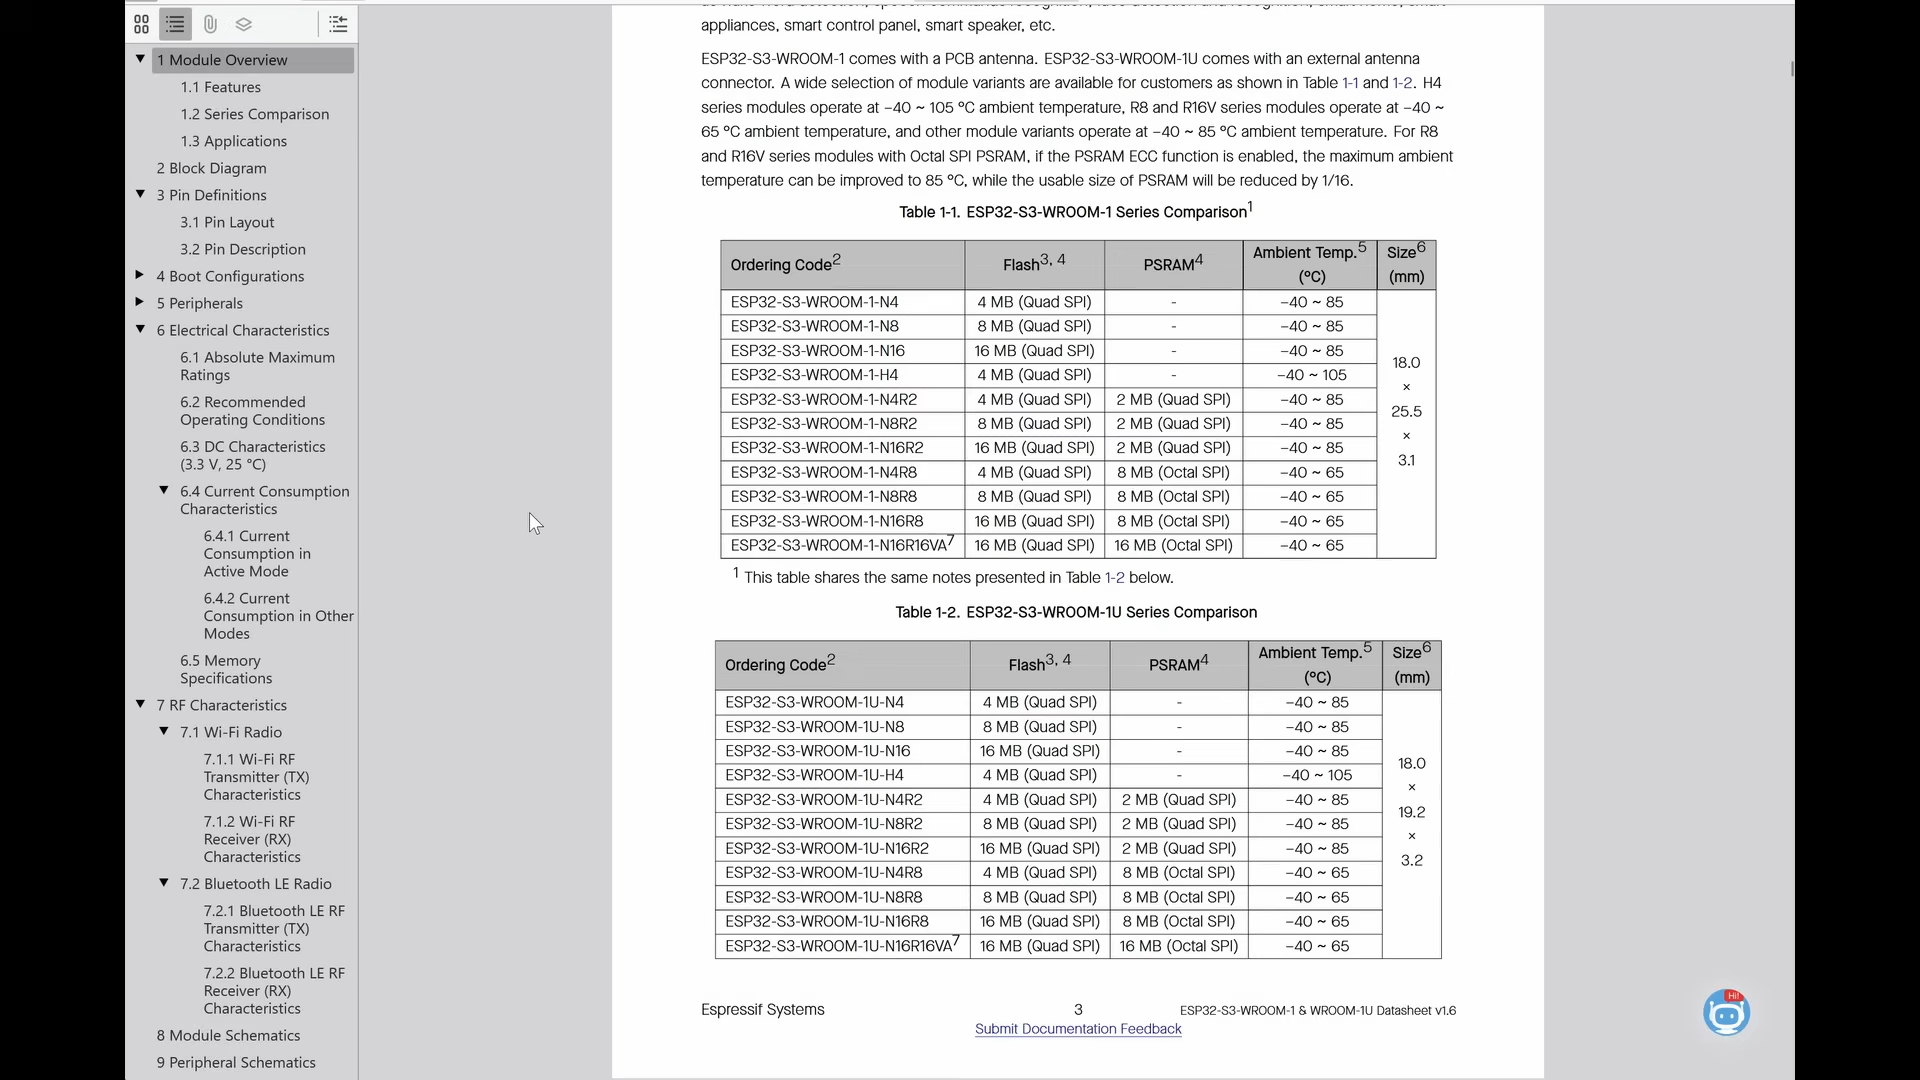 1 Module Overview
1.1 Features
1.2 Series Comparison
1.3 Applications
2 Block Diagram
3 Pin Definitions
3.1 Pin Layout
3.2 Pin Description
4 Boot Configurations
5 Peripherals
6 Electrical Characteristics
6.1 Absolute Maximum
Ratings
6.2 Recommended
Operating Conditions
6.3 DC Characteristics
(3.3 V, 25 °C)
6.4 Current Consumption
Characteristics
6.4.1 Current
Consumption in
Active Mode
6.4.2 Current
Consumption in Other
Modes
6.5 Memory
Specifications
7 RF Characteristics
7.1 Wi-Fi Radio
7.1.1 Wi-Fi RF
Transmitter (TX)
Characteristics
7.1.2 Wi-Fi RF
Receiver (RX)
Characteristics
7.2 Bluetooth LE Radio
7.2.1 Bluetooth LE RF
Transmitter (TX)
Characteristics
7.2.2 Bluetooth LE RF
Receiver (RX)
Characteristics
8 Module Schematics
9 Peripheral Schematics
appliances, smart control panel, smart speaker, etc.
ESP32-S3-WROOM-1 comes with a PCB antenna. ESP32-S3-WROOM-1U comes with an external antenna
connector. A wide selection of module variants are available for customers as shown in Table 1-1 and 1-2. H4
series modules operate at –40 ~ 105 °C ambient temperature, R8 and R16V series modules operate at –40 ~
65 °C ambient temperature, and other module variants operate at –40 ~ 85 °C ambient temperature. For R8
and R16V series modules with Octal SPI PSRAM, if the PSRAM ECC function is enabled, the maximum ambient
temperature can be improved to 85 °C, while the usable size of PSRAM will be reduced by 1/16.
Table 1-1. ESP32-S3-WROOM-1 Series Comparison1
Ordering Code2 Flash3, 4 PSRAM4 Ambient Temp.5 (°C) Size6 (mm)
ESP32-S3-WROOM-1-N4 4 MB (Quad SPI) - –40 ~ 85
ESP32-S3-WROOM-1-N8 8 MB (Quad SPI) - –40 ~ 85
ESP32-S3-WROOM-1-N16 16 MB (Quad SPI) - –40 ~ 85
ESP32-S3-WROOM-1-H4 4 MB (Quad SPI) - –40 ~ 105
ESP32-S3-WROOM-1-N4R2 4 MB (Quad SPI) 2 MB (Quad SPI) –40 ~ 85
ESP32-S3-WROOM-1-N8R2 8 MB (Quad SPI) 2 MB (Quad SPI) –40 ~ 85
ESP32-S3-WROOM-1-N16R2 16 MB (Quad SPI) 2 MB (Quad SPI) –40 ~ 85
ESP32-S3-WROOM-1-N4R8 4 MB (Quad SPI) 8 MB (Octal SPI) –40 ~ 65
ESP32-S3-WROOM-1-N8R8 8 MB (Quad SPI) 8 MB (Octal SPI) –40 ~ 65
ESP32-S3-WROOM-1-N16R8 16 MB (Quad SPI) 8 MB (Octal SPI) –40 ~ 65
ESP32-S3-WROOM-1-N16R16VA7 16 MB (Quad SPI) 16 MB (Octal SPI) –40 ~ 65
18.0
×
25.5
×
3.1
1 This table shares the same notes presented in Table 1-2 below.
Table 1-2. ESP32-S3-WROOM-1U Series Comparison
Ordering Code2 Flash3, 4 PSRAM4 Ambient Temp.5 (°C) Size6 (mm)
ESP32-S3-WROOM-1U-N4 4 MB (Quad SPI) - –40 ~ 85
ESP32-S3-WROOM-1U-N8 8 MB (Quad SPI) - –40 ~ 85
ESP32-S3-WROOM-1U-N16 16 MB (Quad SPI) - –40 ~ 85
ESP32-S3-WROOM-1U-H4 4 MB (Quad SPI) - –40 ~ 105
ESP32-S3-WROOM-1U-N4R2 4 MB (Quad SPI) 2 MB (Quad SPI) –40 ~ 85
ESP32-S3-WROOM-1U-N8R2 8 MB (Quad SPI) 2 MB (Quad SPI) –40 ~ 85
ESP32-S3-WROOM-1U-N16R2 16 MB (Quad SPI) 2 MB (Quad SPI) –40 ~ 85
ESP32-S3-WROOM-1U-N4R8 4 MB (Quad SPI) 8 MB (Octal SPI) –40 ~ 65
ESP32-S3-WROOM-1U-N8R8 8 MB (Quad SPI) 8 MB (Octal SPI) –40 ~ 65
ESP32-S3-WROOM-1U-N16R8 16 MB (Quad SPI) 8 MB (Octal SPI) –40 ~ 65
ESP32-S3-WROOM-1U-N16R16VA7 16 MB (Quad SPI) 16 MB (Octal SPI) –40 ~ 65
18.0
×
19.2
×
3.2
Espressif Systems 3 ESP32-S3-WROOM-1 & WROOM-1U Datasheet v1.6
Submit Documentation Feedback
Hi!